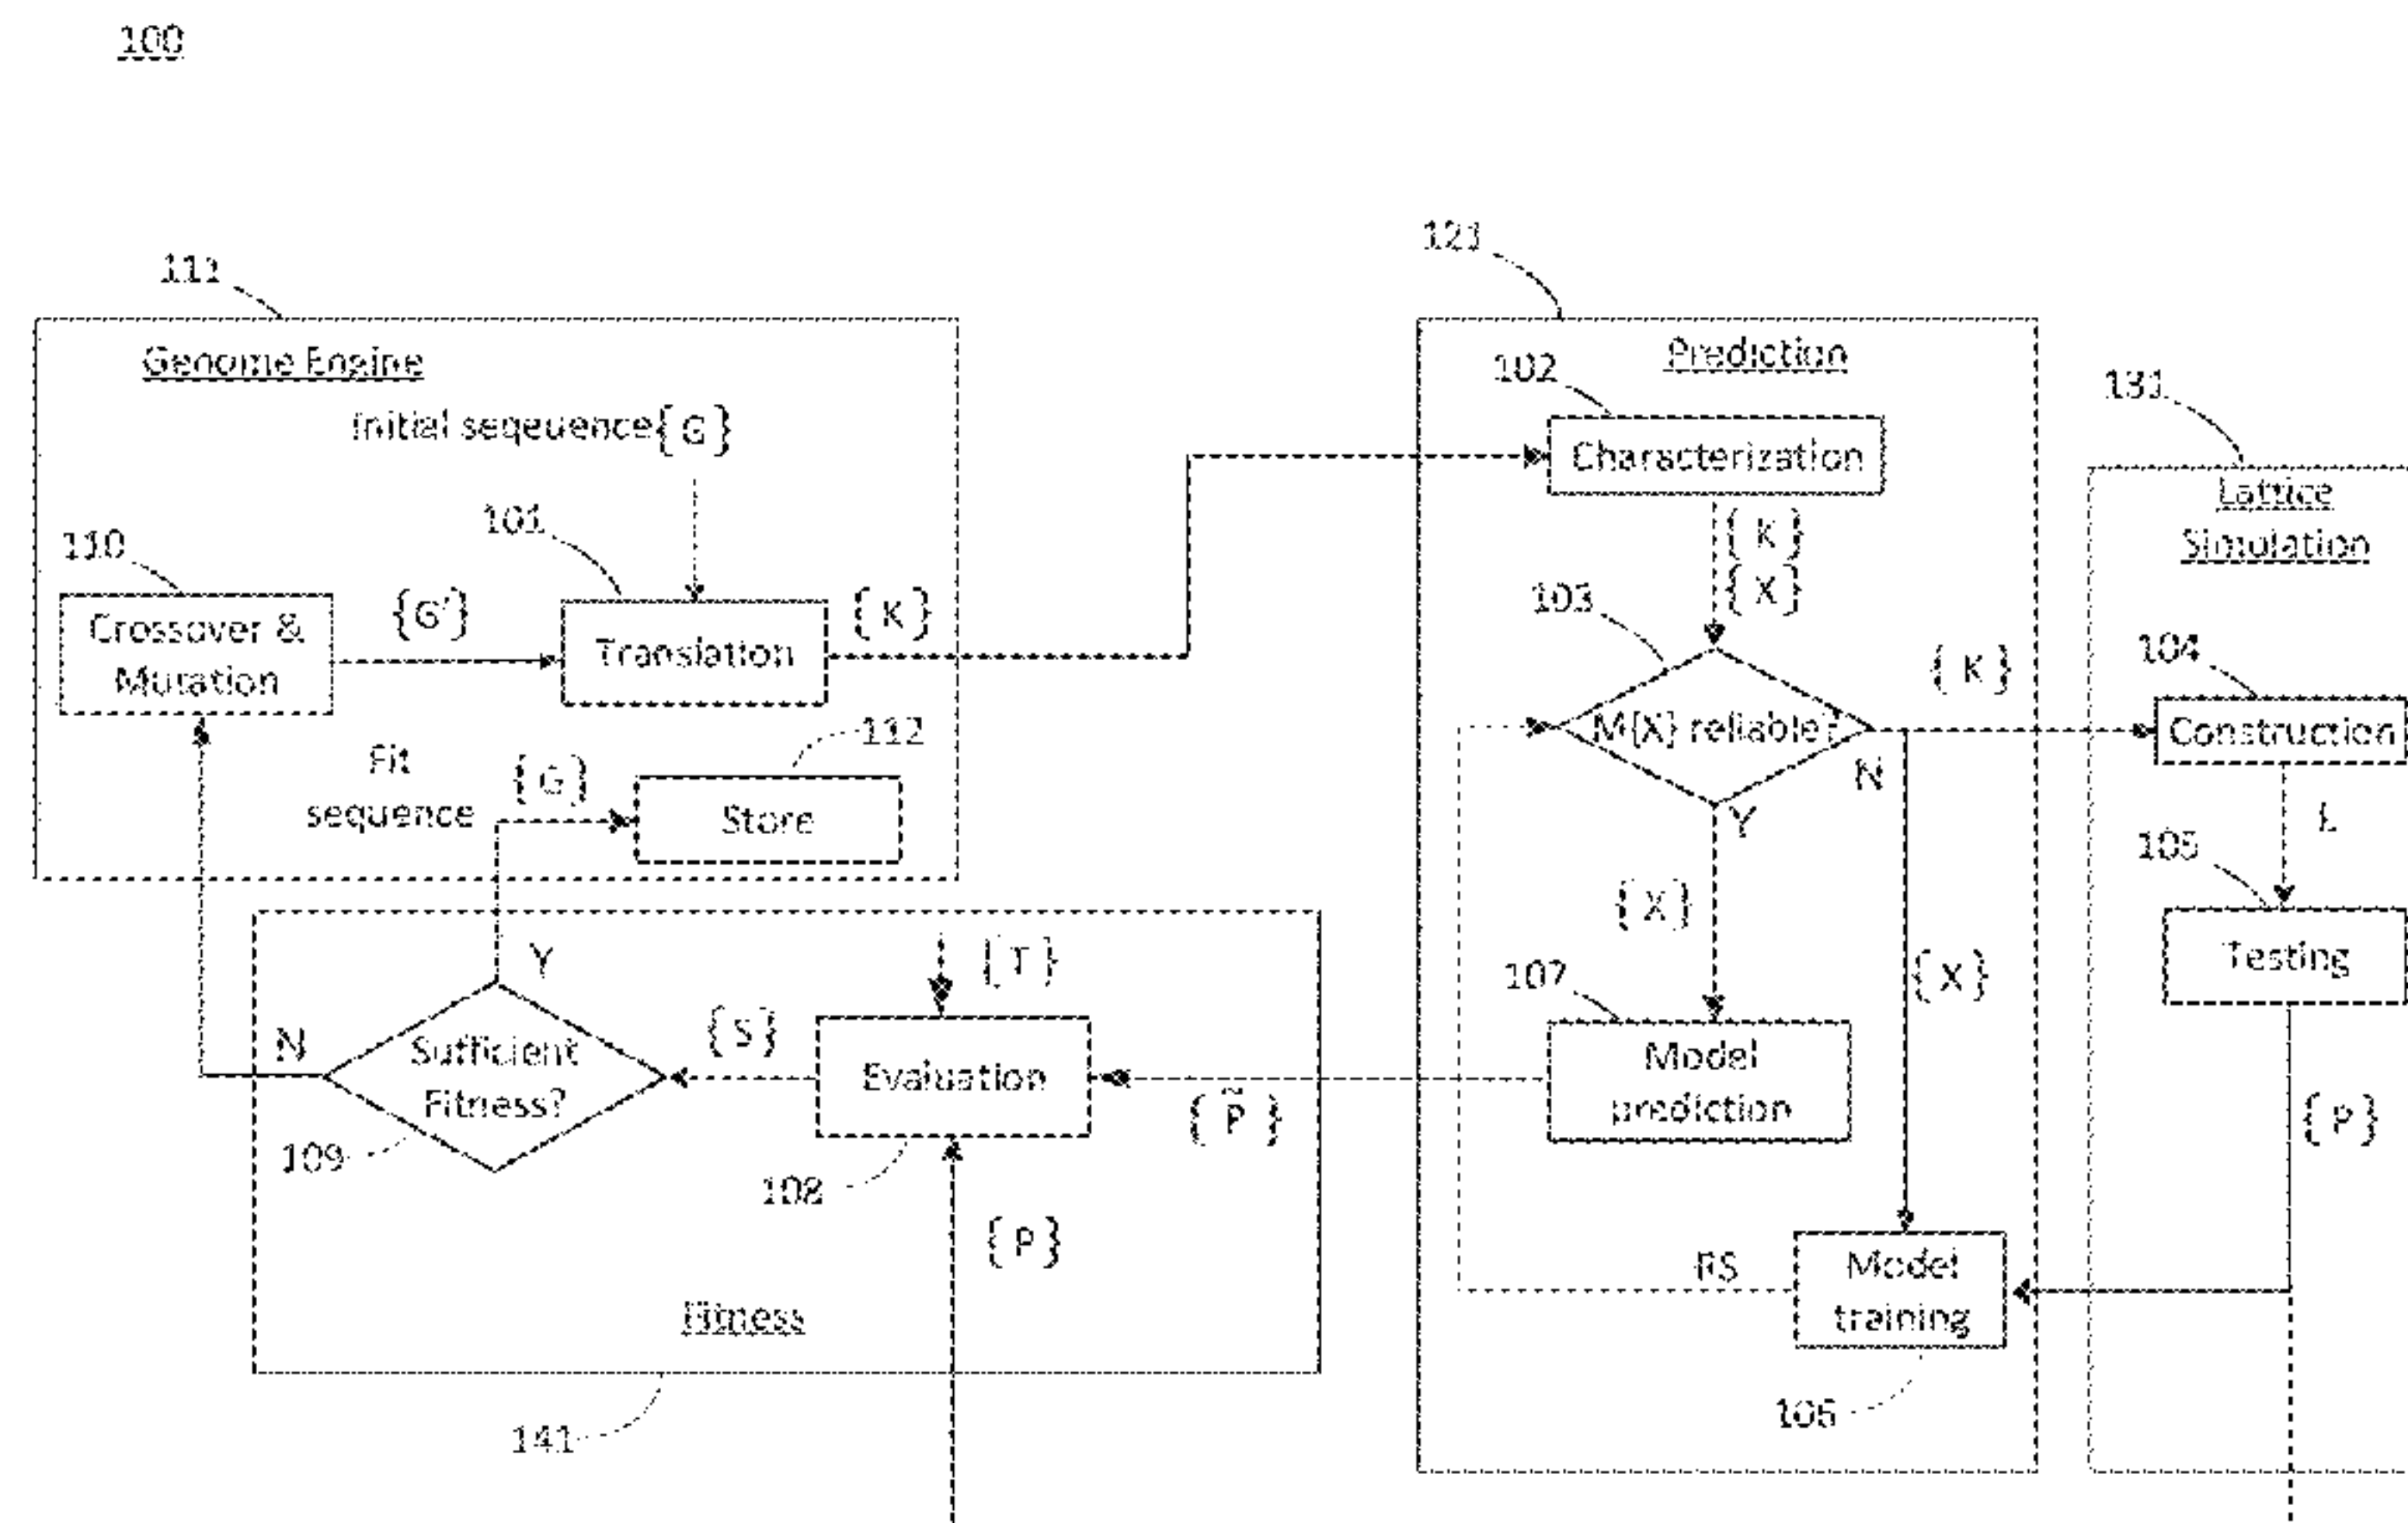 100
111
Genome Engine
Initial seqeuence{G}
101
110
{G'}
Crossover &
Mutation
Translation
{K}
112
Fit
sequence
{G}
Store
121
Prediction
102
Characterization
{K}
{X}
103
M{X} reliable?
{K}
N
Y
{X}
{X}
107
Model
prediction
RS
Model
training
106
131
Lattice
Simulation
104
Construction
L
105
Testing
{P}
Y
{T}
N
{S}
Sufficient
Fitness?
Evaluation
{P̃}
109
108
{P}
Fitness
141